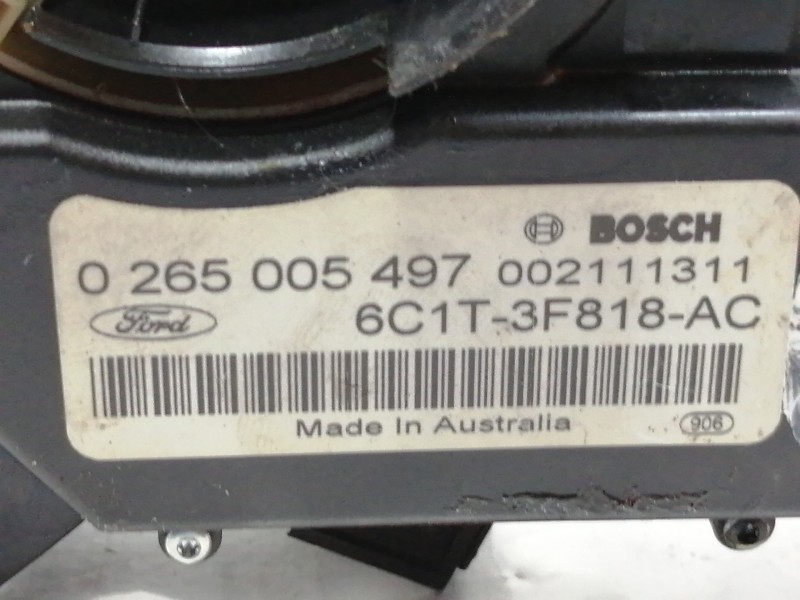 BOSCH
0 265 005 497 002111311
Ford 6C1T-3F818-AC
Made In Australia 906